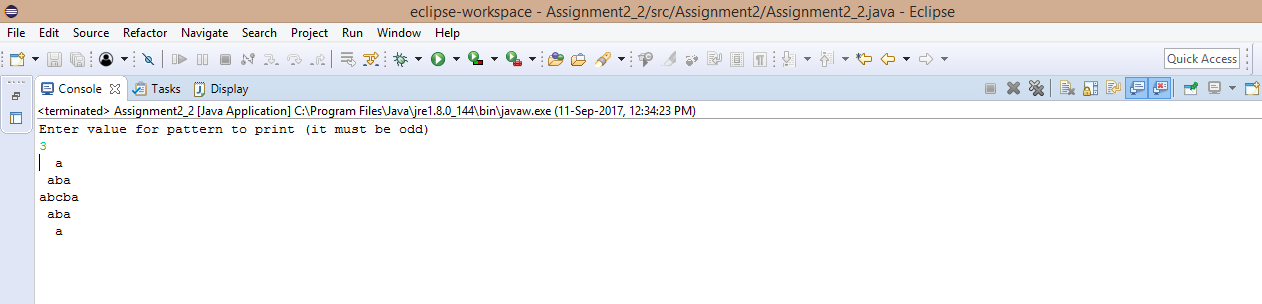 eclipse-workspace - Assignment2_2/src/Assignment2/Assignment2_2.java - Eclipse
File Edit Source Refactor Navigate Search Project Run Window Help
Quick Access
Console Tasks Display
<terminated> Assignment2_2 [Java Application] C:\Program Files\Java\jre1.8.0_144\bin\javaw.exe (11-Sep-2017, 12:34:23 PM)
Enter value for pattern to print (it must be odd)
3
  a
 aba
abcba
 aba
  a